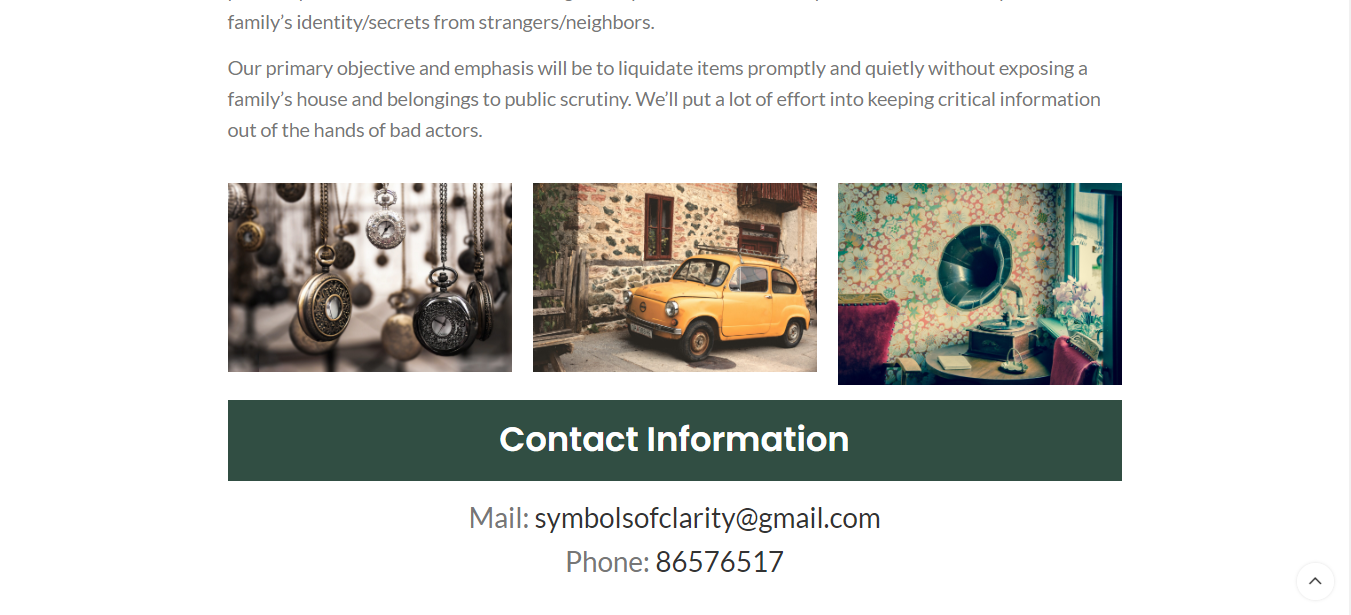 family’s identity/secrets from strangers/neighbors.
Our primary objective and emphasis will be to liquidate items promptly and quietly without exposing a
family’s house and belongings to public scrutiny. We’ll put a lot of effort into keeping critical information
out of the hands of bad actors.
Contact Information
Mail: symbolsofclarity@gmail.com
Phone: 86576517